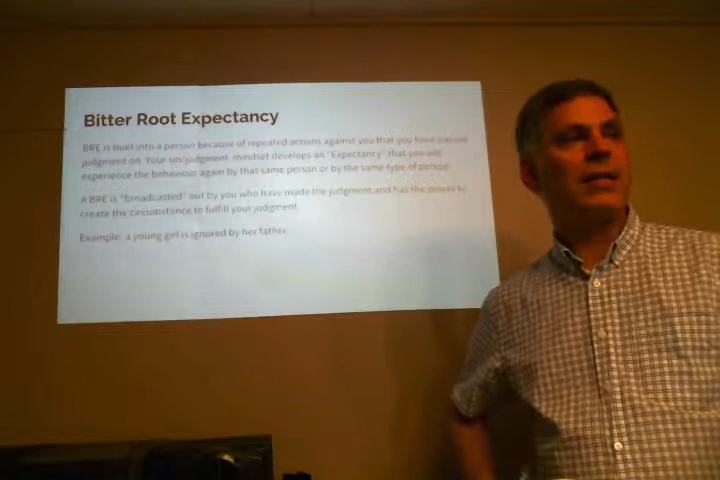 Bitter Root Expectancy
BRE is built into a person because of repeated actions against you that you have passed
judgment on. Your un/judgment mindset develops an "Expectancy" that you will
experience the behaviour again by that same person or by the same type of person.
A BRE is "broadcasted" out by you who have made the judgment and has the power to
create the circumstance to fulfill your judgment.
Example: a young girl is ignored by her father.